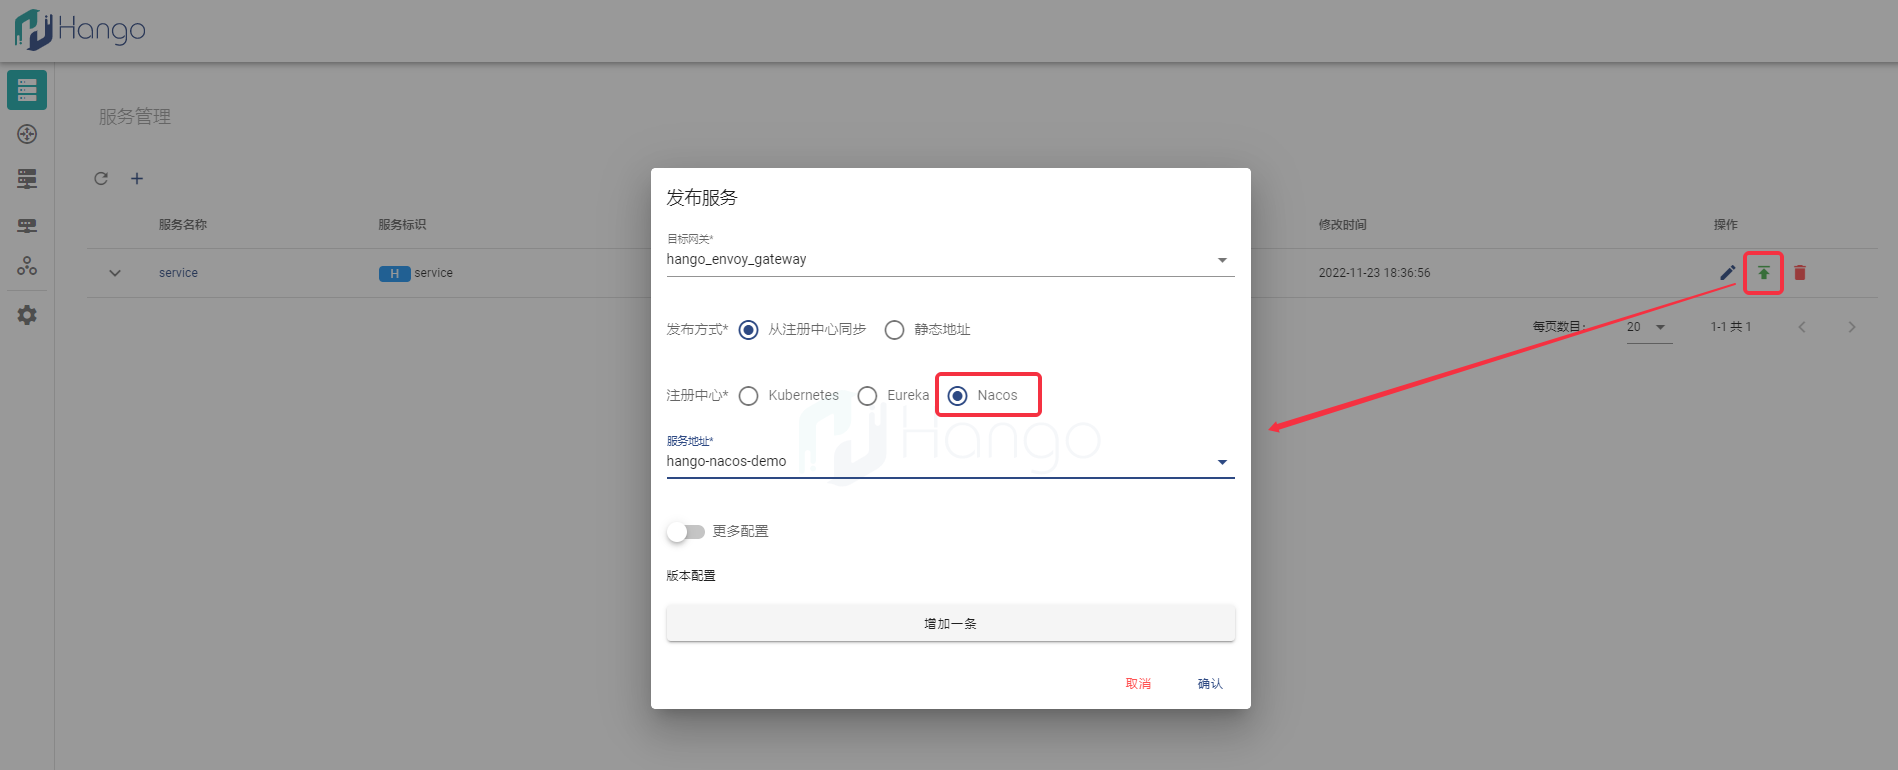 Hango
服务管理
服务名称 服务标识 修改时间 操作
H service
service 2022-11-23 18:36:56
每页数目: 20 1-1 共 1
发布服务
目标网关*
hango_envoy_gateway
发布方式* 从注册中心同步 静态地址
注册中心* Kubernetes Eureka Nacos
Hango
服务地址*
hango-nacos-demo
更多配置
版本配置
增加一条
取消 确认